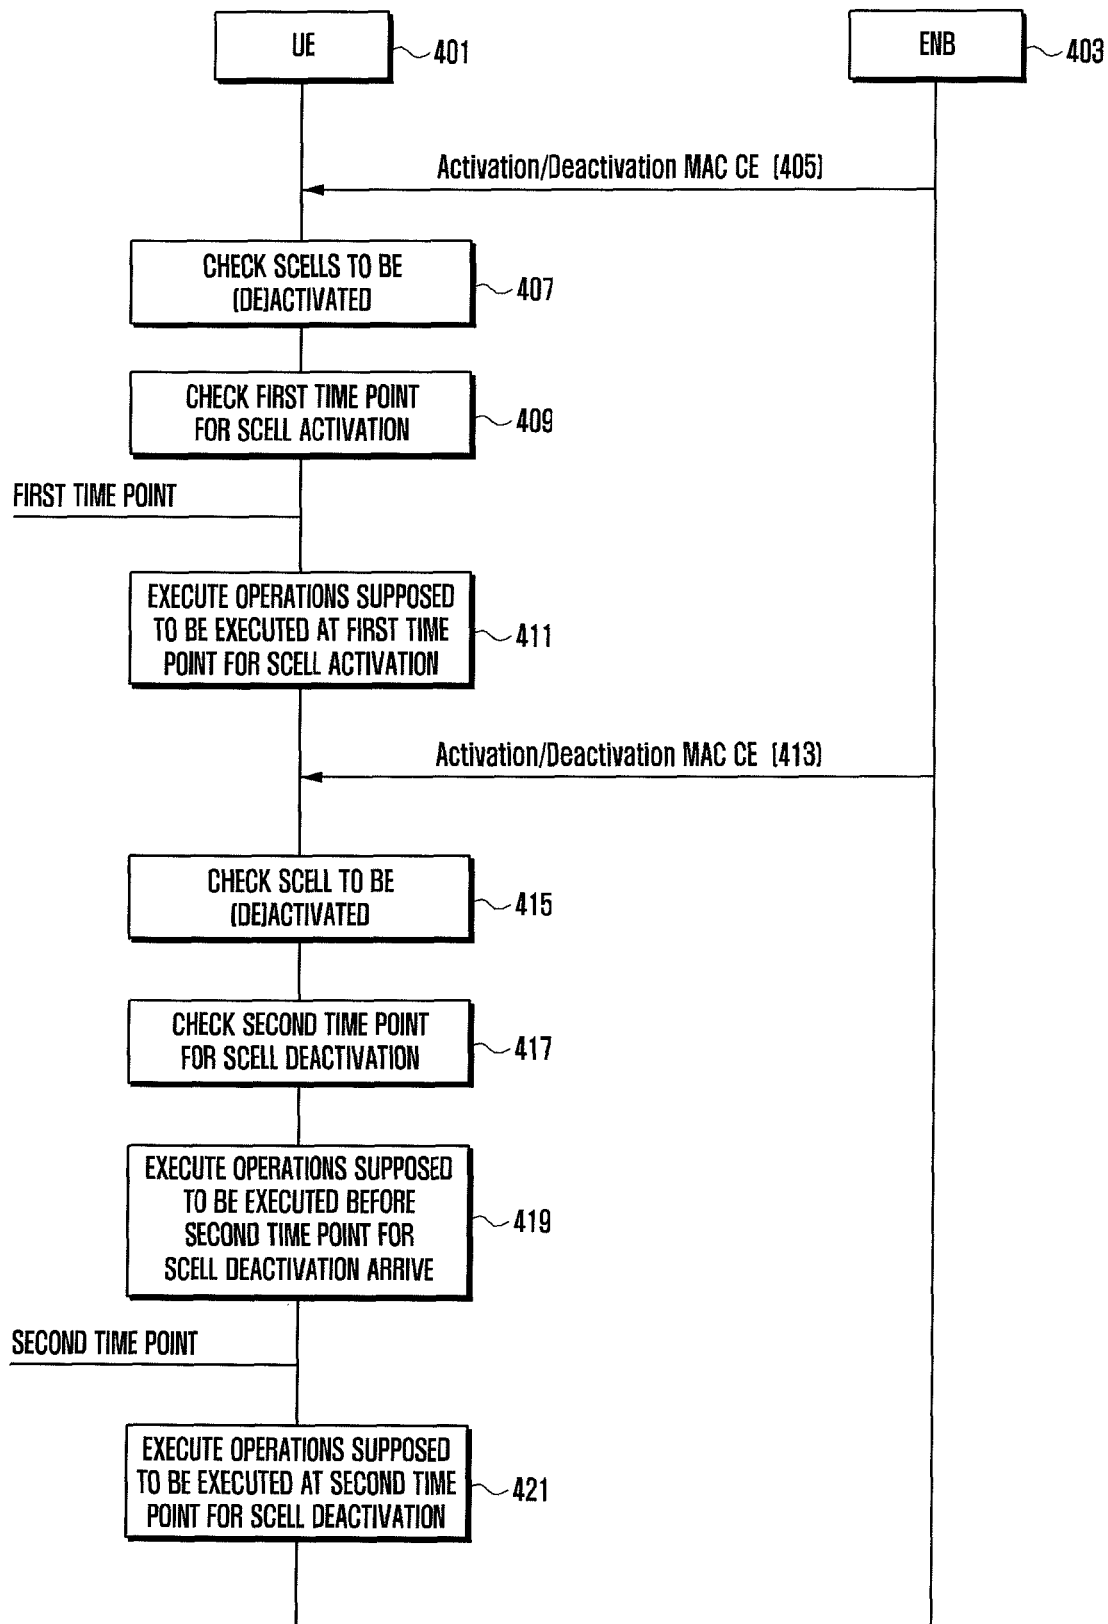 UE
401
ENB
403
Activation/Deactivation MAC CE (405)
CHECK SCELLS TO BE
(DE)ACTIVATED
407
CHECK FIRST TIME POINT
FOR SCELL ACTIVATION
409
FIRST TIME POINT
EXECUTE OPERATIONS SUPPOSED
TO BE EXECUTED AT FIRST TIME
POINT FOR SCELL ACTIVATION
411
Activation/Deactivation MAC CE (413)
CHECK SCELL TO BE
(DE)ACTIVATED
415
CHECK SECOND TIME POINT
FOR SCELL DEACTIVATION
417
EXECUTE OPERATIONS SUPPOSED
TO BE EXECUTED BEFORE
SECOND TIME POINT FOR
SCELL DEACTIVATION ARRIVE
419
SECOND TIME POINT
EXECUTE OPERATIONS SUPPOSED
TO BE EXECUTED AT SECOND TIME
POINT FOR SCELL DEACTIVATION
421